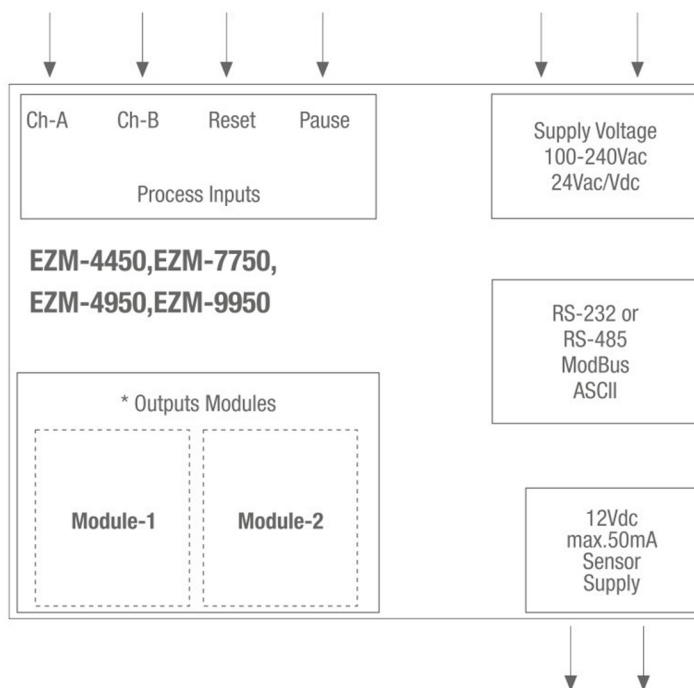 Ch-A Ch-B Reset Pause
Process Inputs
Supply Voltage
100-240Vac
24Vac/Vdc
EZM-4450,EZM-7750,
EZM-4950,EZM-9950
RS-232 or
RS-485
ModBus
ASCII
* Outputs Modules
Module-1 Module-2
12Vdc
max.50mA
Sensor
Supply